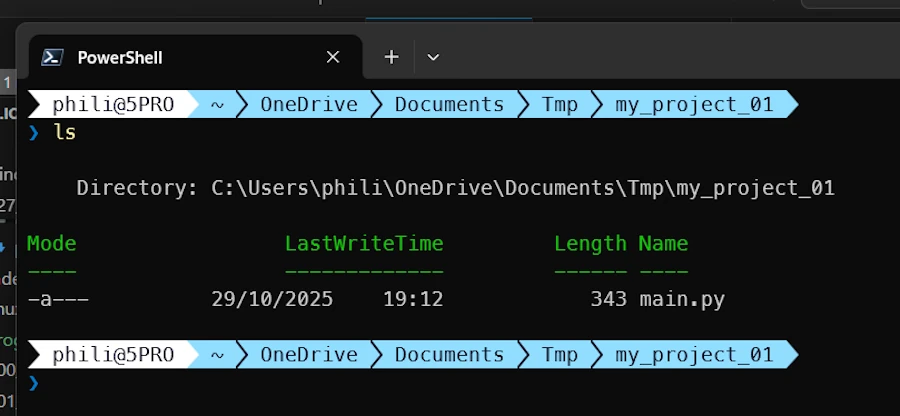 PowerShell
phili@5PRO ~ OneDrive Documents Tmp my_project_01
❯ ls
Directory: C:\Users\phili\OneDrive\Documents\Tmp\my_project_01
Mode LastWriteTime Length Name
---- ------------- ------ ----
-a--- 29/10/2025 19:12 343 main.py
phili@5PRO ~ OneDrive Documents Tmp my_project_01
❯